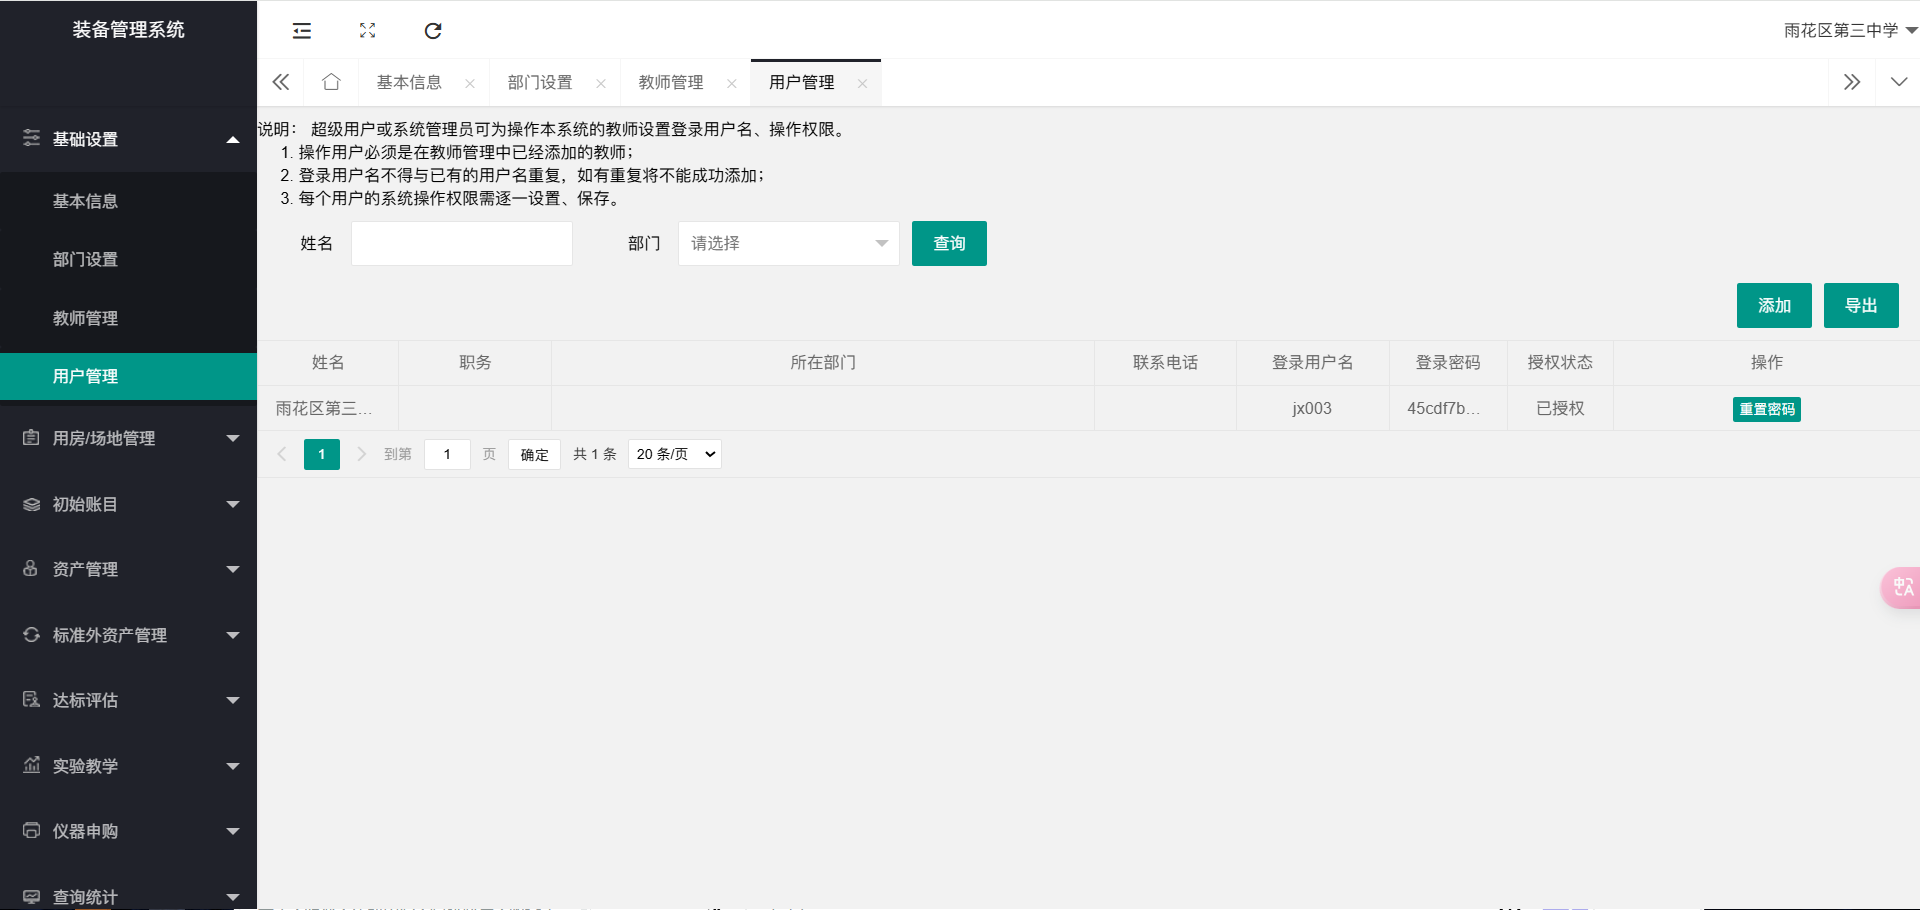 装备管理系统
雨花区第三中学
基本信息
部门设置
教师管理
用户管理
基础设置
基本信息
部门设置
教师管理
用户管理
用房/场地管理
初始账目
资产管理
标准外资产管理
达标评估
实验教学
仪器申购
查询统计
说明： 超级用户或系统管理员可为操作本系统的教师设置登录用户名、操作权限。
1. 操作用户必须是在教师管理中已经添加的教师；
2. 登录用户名不得与已有的用户名重复，如有重复将不能成功添加；
3. 每个用户的系统操作权限需逐一设置、保存。
姓名 部门 请选择 查询
添加 导出
姓名 职务 所在部门 联系电话 登录用户名 登录密码 授权状态 操作
雨花区第三... jx003 45cdf7b... 已授权 重置密码
1 到第 1 页 确定 共 1 条 20 条/页
中A